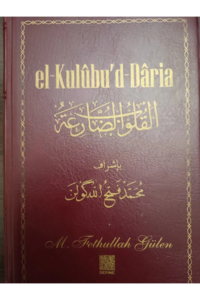 el-Kulûbu'd-Dâria
القلوب الضارعة
بإشراف
محمد فتح الله كولن
M. Fethullah Gülen